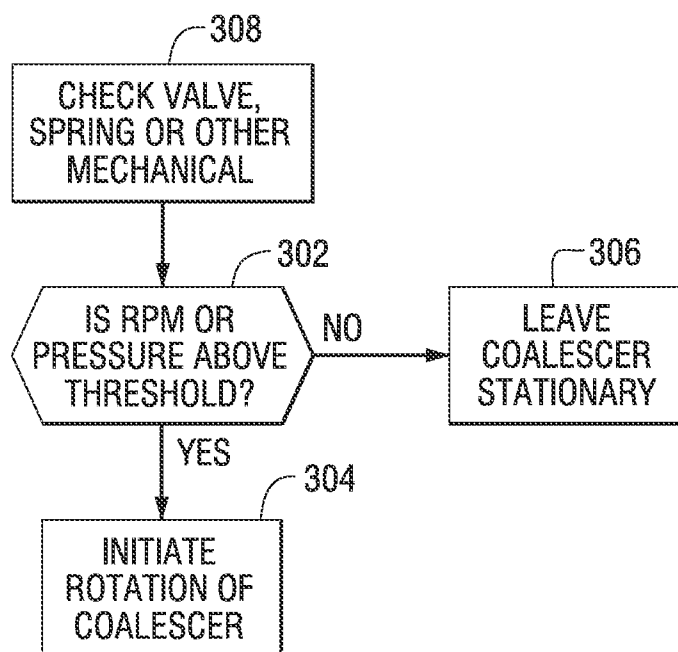 308
CHECK VALVE,
SPRING OR OTHER
MECHANICAL
302
IS RPM OR
PRESSURE ABOVE
THRESHOLD?
NO
306
LEAVE
COALESCER
STATIONARY
YES
304
INITIATE
ROTATION OF
COALESCER